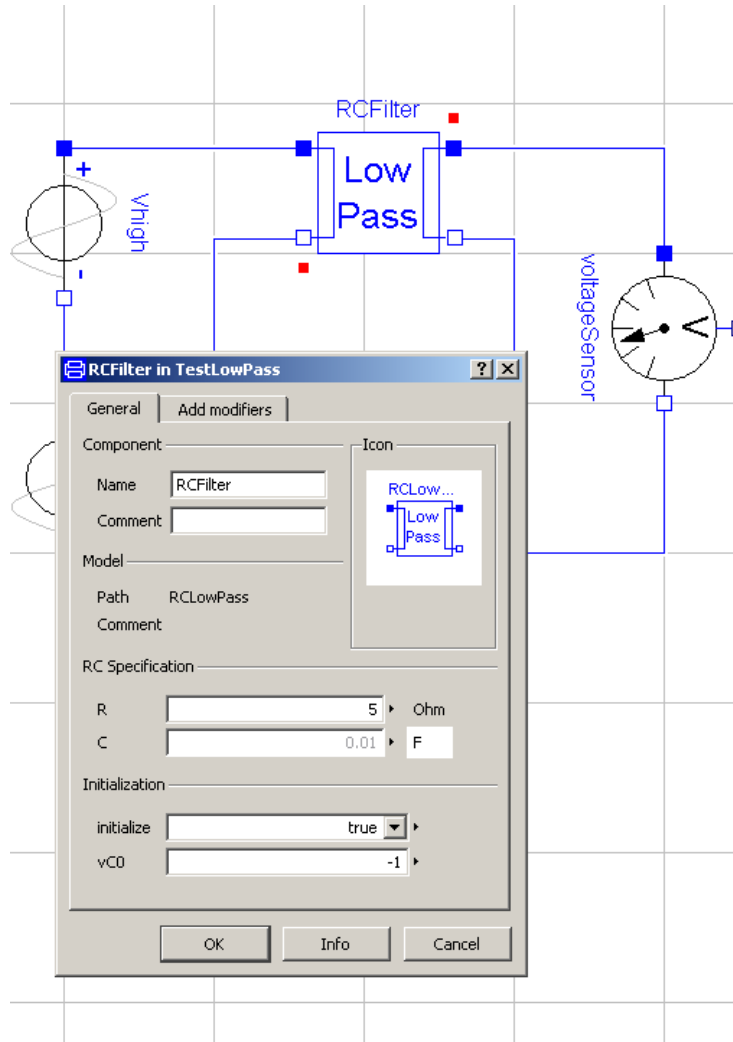 RCFilter
Low
Pass
+
-
Vhigh
voltageSensor
V
RCFilter in TestLowPass
General Add modifiers
Component
Icon
Name RCFilter
Comment
RCLow...
Low
Pass
Model
Path RCLowPass
Comment
RC Specification
R 5 Ohm
C 0.01 F
Initialization
initialize true
vC0 -1
OK Info Cancel